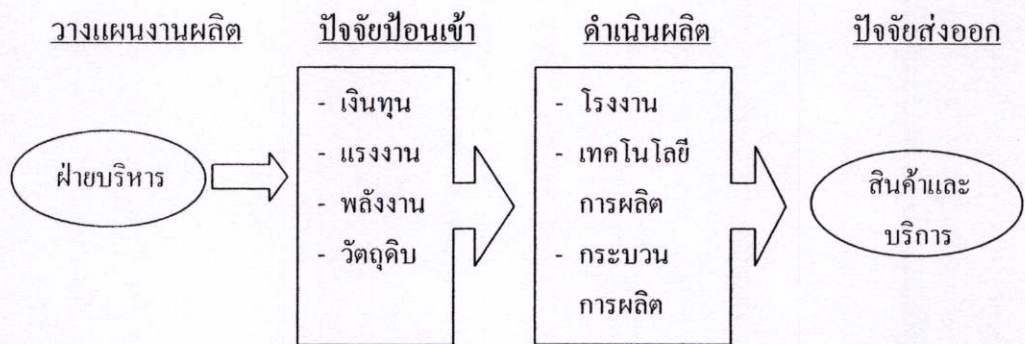 วางแผนงานผลิต
ปัจจัยป้อนเข้า
ดำเนินผลิต
ปัจจัยส่งออก
ฝ่ายบริหาร
- เงินทุน
- แรงงาน
- พลังงาน
- วัตถุดิบ
- โรงงาน
- เทคโนโลยี
การผลิต
- กระบวน
การผลิต
สินค้าและ
บริการ